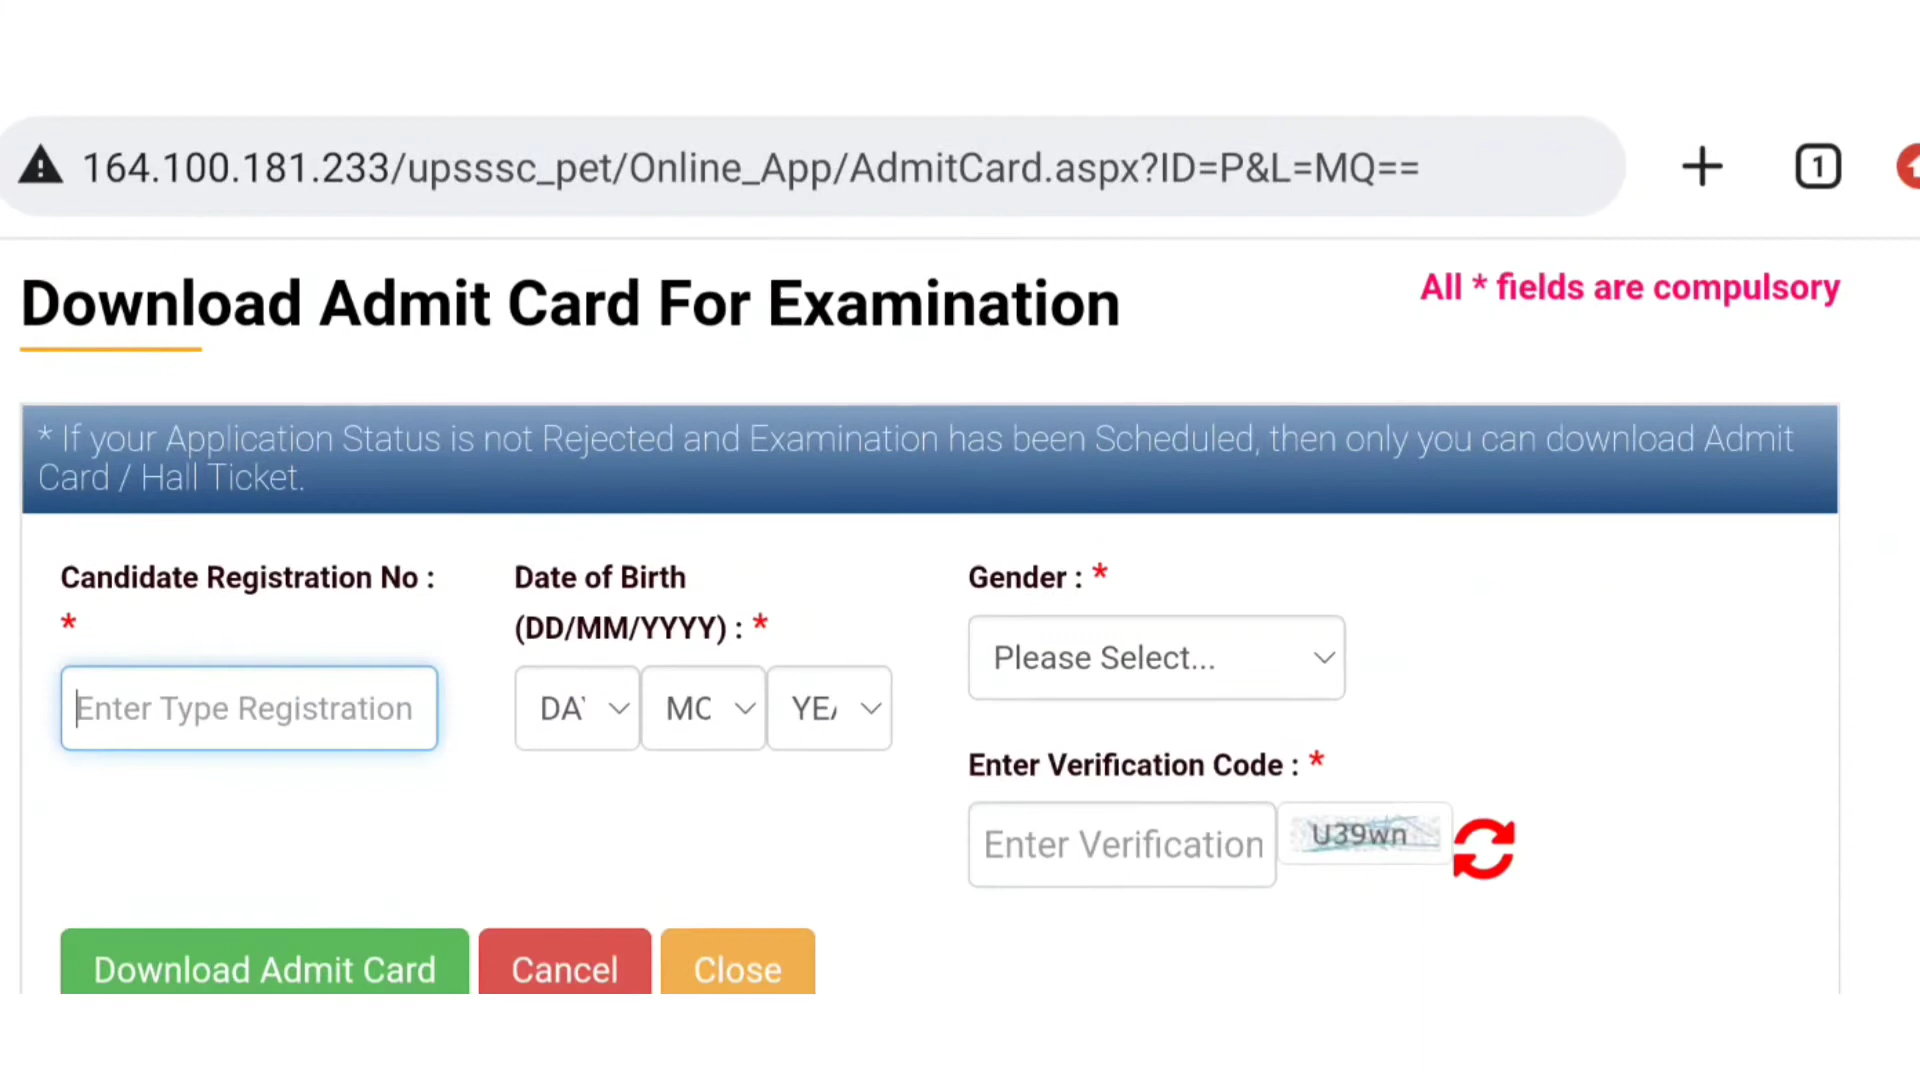 164.100.181.233/upsssc_pet/Online_App/AdmitCard.aspx?ID=P&L=MQ==
1
Download Admit Card For Examination
All * fields are compulsory
* If your Application Status is not Rejected and Examination has been Scheduled, then only you can download Admit
Card / Hall Ticket.
Candidate Registration No :
*
Enter Type Registration
Date of Birth
(DD/MM/YYYY) : *
DA
MO
YEA
Gender : *
Please Select...
Enter Verification Code : *
Enter Verification
U39wn
Download Admit Card
Cancel
Close